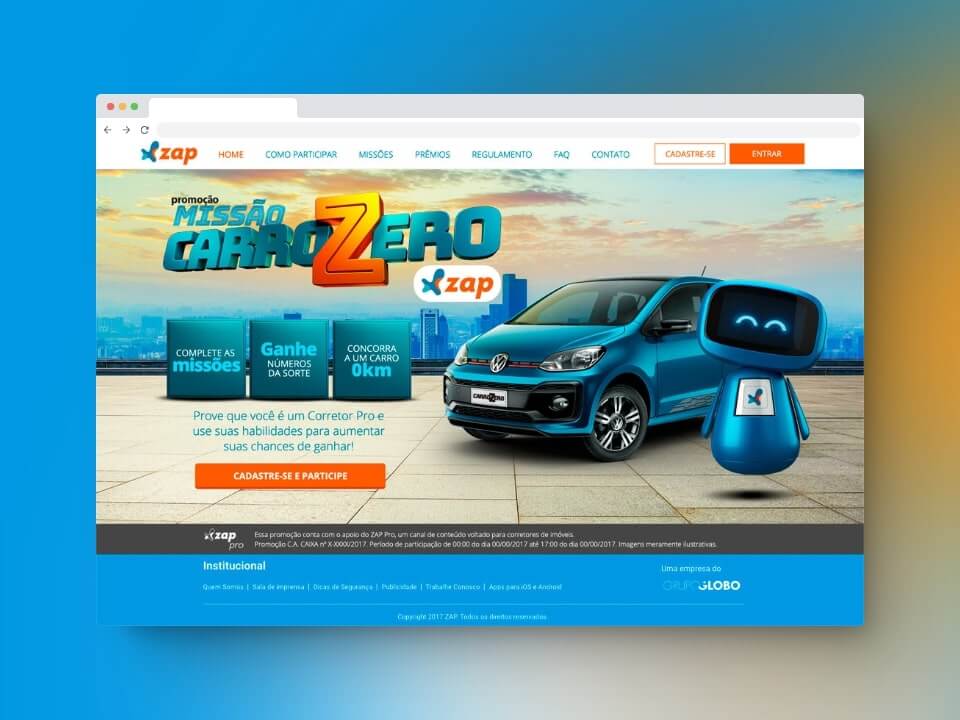 zap HOME COMO PARTICIPAR MISSÕES PRÊMIOS REGULAMENTO FAQ CONTATO CADASTRE-SE ENTRAR
promoção
MISSÃO
CARROZERO
zap
COMPLETE AS
missões
Ganhe
NÚMEROS
DA SORTE
CONCORRA
A UM CARRO
0km
CARROZERO
Prove que você é um Corretor Pro e
use suas habilidades para aumentar
suas chances de ganhar!
CADASTRE-SE E PARTICIPE
zap
pro
Essa promoção conta com o apoio do ZAP Pro, um canal de conteúdo voltado para corretores de imóveis.
Promoção C.A. CAIXA nº X-XXXX/2017. Período de participação de 00:00 do dia 00/00/2017 até 17:00 do dia 00/00/2017. Imagens meramente ilustrativas.
Institucional
Quem Somos | Sala de imprensa | Dicas de Segurança | Publicidade | Trabalhe Conosco | Apps para iOS e Android
Uma empresa do
GRUPOGLOBO
Copyright 2017 ZAP. Todos os direitos reservados.